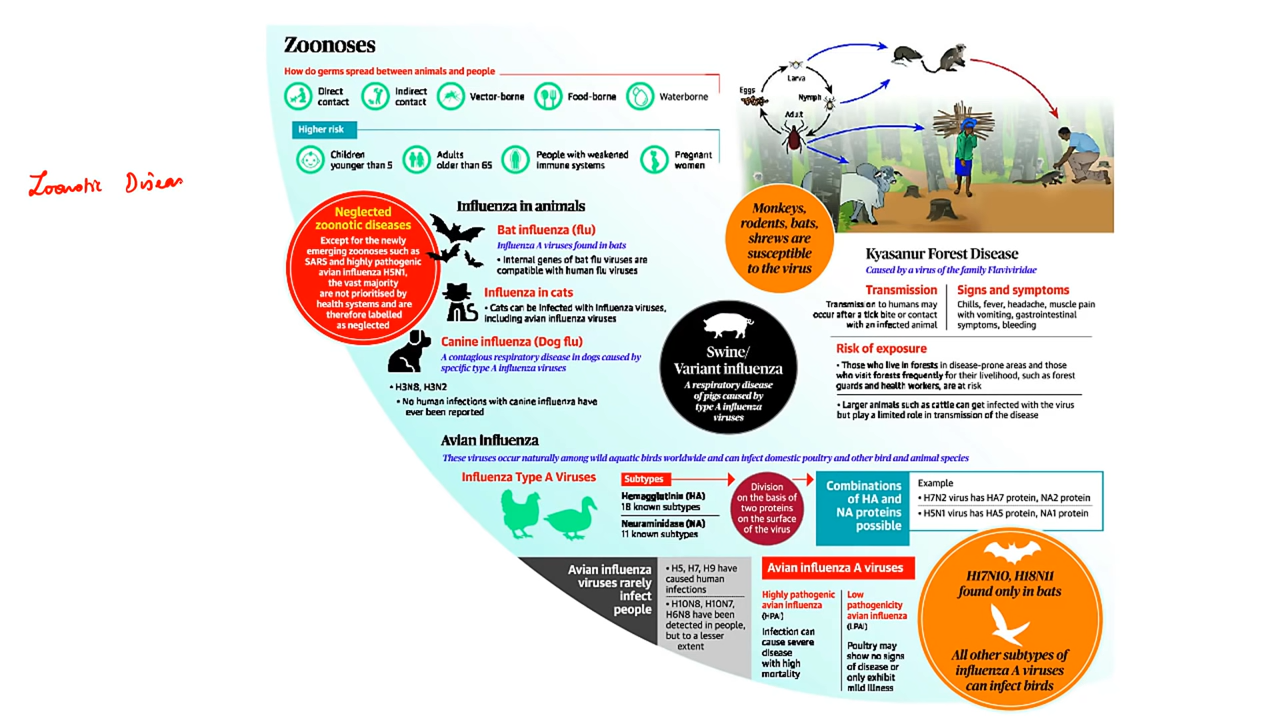 Zoonoses
How do germs spread between animals and people
Direct
contact
Indirect
contact
Vector-borne
Food-borne
Waterborne
Higher risk
Children
younger than 5
Adults
older than 65
People with weakened
immune systems
Pregnant
women
Zoonotic Diseas
Neglected
zoonotic diseases
Except for the newly
emerging zoonoses such as
SARS and highly pathogenic
avian influenza H5N1,
the vast majority
are not prioritised by
health systems and are
therefore labelled
as neglected
Influenza in animals
Bat influenza (flu)
Influenza A viruses found in bats
• Internal genes of bat flu viruses are
compatible with human flu viruses
Influenza in cats
• Cats can be infected with influenza viruses,
including avian influenza viruses
Canine influenza (Dog flu)
A contagious respiratory disease in dogs caused by
specific type A influenza viruses
• H3N8, H3N2
• No human infections with canine influenza have
ever been reported
Eggs
Larva
Nymph
Adult
Monkeys,
rodents, bats,
shrews are
susceptible
to the virus
Kyasanur Forest Disease
Caused by a virus of the family Flaviviridae
Transmission
Transmission to humans may
occur after a tick bite or contact
with an infected animal
Signs and symptoms
Chills, fever, headache, muscle pain
with vomiting, gastrointestinal
symptoms, bleeding
Risk of exposure
• Those who live in forests in disease-prone areas and those
who visit forests frequently for their livelihood, such as forest
guards and health workers, are at risk
• Larger animals such as cattle can get infected with the virus
but play a limited role in transmission of the disease
Swine/
Variant influenza
A respiratory disease
of pigs caused by
type A influenza
viruses
Avian influenza
These viruses occur naturally among wild aquatic birds worldwide and can infect domestic poultry and other bird and animal species
Influenza Type A Viruses
Subtypes
Hemagglutinin (HA)
18 known subtypes
Neuraminidase (NA)
11 known subtypes
Division
on the basis of
two proteins
on the surface
of the virus
Combinations
of HA and
NA proteins
possible
Example
• H7N2 virus has HA7 protein, NA2 protein
• H5N1 virus has HA5 protein, NA1 protein
Avian influenza
viruses rarely
infect
people
• H5, H7, H9 have
caused human
infections
• H10N8, H10N7,
H6N8 have been
detected in people,
but to a lesser
extent
Avian influenza A viruses
Highly pathogenic
avian influenza
(HPAI)
Infection can
cause severe
disease
with high
mortality
Low
pathogenicity
avian influenza
(LPAI)
Poultry may
show no signs
of disease or
only exhibit
mild illness
H17N10, H18N11
found only in bats
All other subtypes of
influenza A viruses
can infect birds